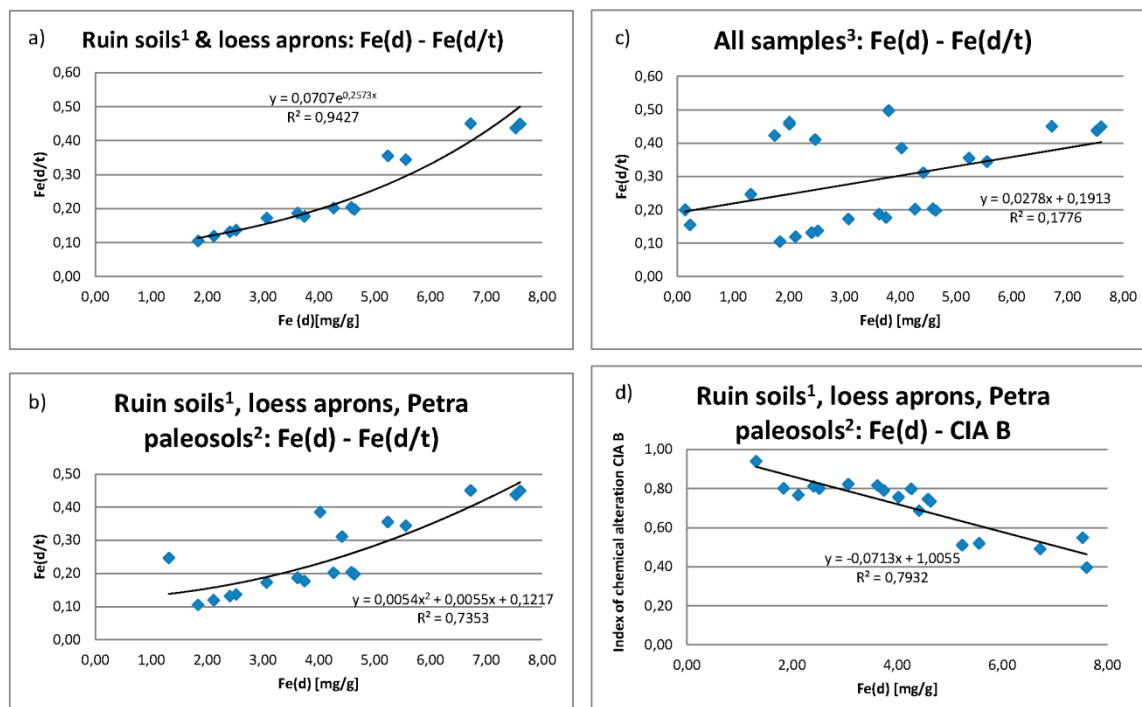 a)
Ruin soils¹ & loess aprons: Fe(d) - Fe(d/t)
Fe(d/t)
0,60
0,50
0,40
0,30
0,20
0,10
0,00
y = 0,0707e^0,2573x
R² = 0,9427
0,00 1,00 2,00 3,00 4,00 5,00 6,00 7,00 8,00
Fe (d)[mg/g]
c)
All samples³: Fe(d) - Fe(d/t)
Fe(d/t)
0,60
0,50
0,40
0,30
0,20
0,10
0,00
y = 0,0278x + 0,1913
R² = 0,1776
0,00 1,00 2,00 3,00 4,00 5,00 6,00 7,00 8,00
Fe(d) [mg/g]
b)
Ruin soils¹, loess aprons, Petra
paleosols²: Fe(d) - Fe(d/t)
Fe(d/t)
0,50
0,40
0,30
0,20
0,10
0,00
y = 0,0054x² + 0,0055x + 0,1217
R² = 0,7353
0,00 1,00 2,00 3,00 4,00 5,00 6,00 7,00 8,00
Fe(d) [mg/g]
d)
Ruin soils¹, loess aprons, Petra
paleosols²: Fe(d) - CIA B
Index of chemical alteration CIA B
1,00
0,80
0,60
0,40
0,20
0,00
y = -0,0713x + 1,0055
R² = 0,7932
0,00 2,00 4,00 6,00 8,00
Fe(d) [mg/g]